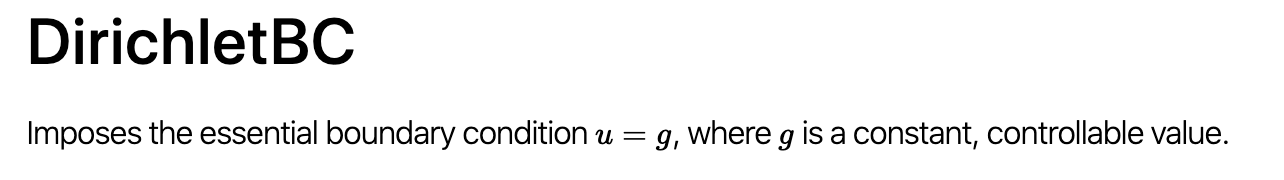 DirichletBC
Imposes the essential boundary condition u = g, where g is a constant, controllable value.